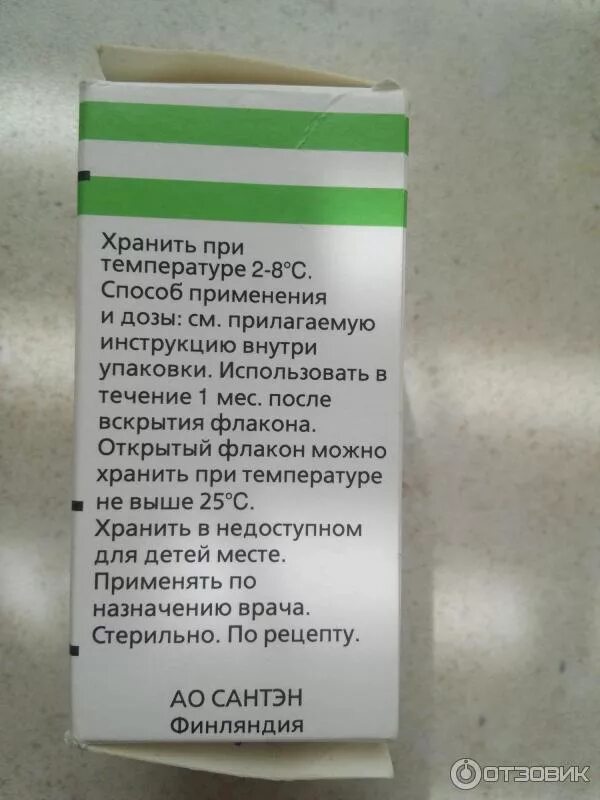 Хранить при
температуре 2-8°С.
Способ применения
и дозы: см. прилагаемую
инструкцию внутри
упаковки. Использовать в
течение 1 мес. после
вскрытия флакона.
Открытый флакон можно
хранить при температуре
не выше 25°С.
Хранить в недоступном
для детей месте.
Применять по
назначению врача.
Стерильно. По рецепту.
АО САНТЭН
Финляндия
ОТЗОВИК